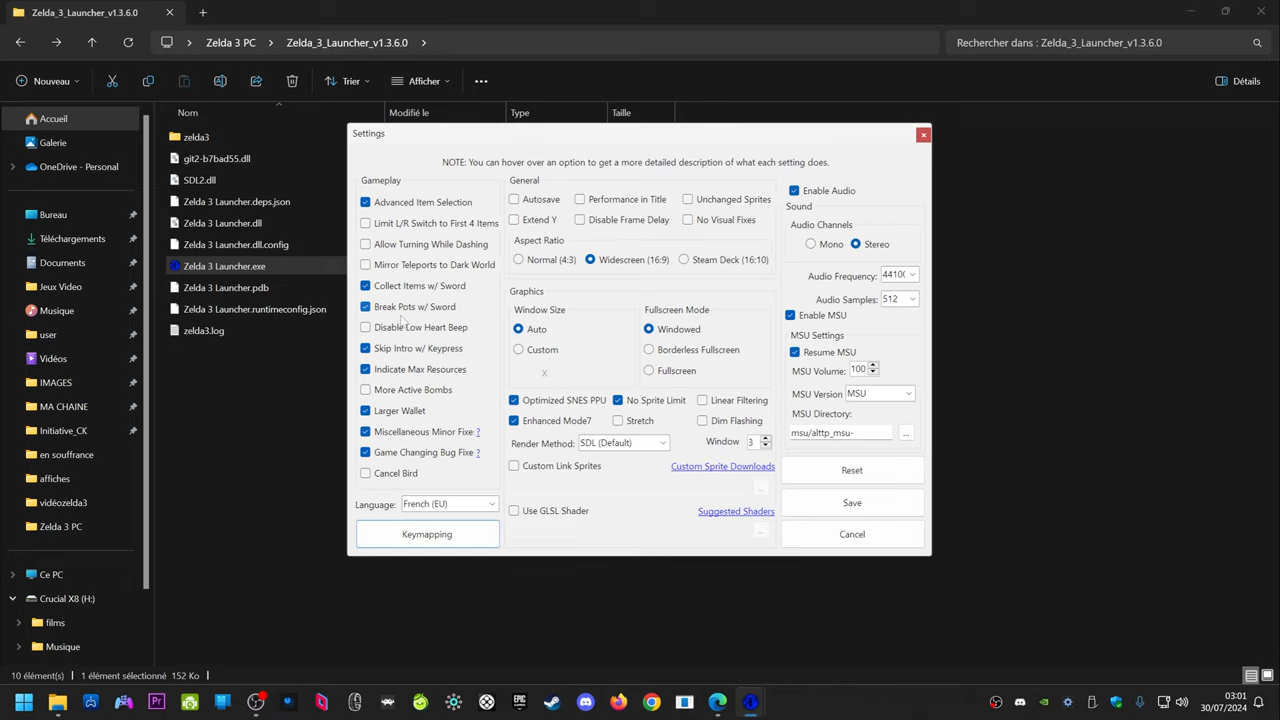 Zelda_3_Launcher_v1.3.6.0
Zelda 3 PC
Zelda_3_Launcher_v1.3.6.0
Rechercher dans : Zelda_3_Launcher_v1.3.6.0
Nouveau
Trier
Afficher
Détails
Accueil
Galerie
OneDrive - Personal
Bureau
Téléchargements
Documents
Jeux Video
Musique
user
Vidéos
IMAGES
MA CHAINE
Initiative_CK
en souffrance
affiches
vidéozelda3
Zelda 3 PC
Ce PC
Crucial X8 (H:)
films
Musique
Nom
Modifié le
Type
Taille
zelda3
git2-b7bad55.dll
SDL2.dll
Zelda 3 Launcher.deps.json
Zelda 3 Launcher.dll
Zelda 3 Launcher.dll.config
Zelda 3 Launcher.exe
Zelda 3 Launcher.pdb
Zelda 3 Launcher.runtimeconfig.json
zelda3.log
Settings
NOTE: You can hover over an option to get a more detailed description of what each setting does.
Gameplay
Advanced Item Selection
Limit L/R Switch to First 4 Items
Allow Turning While Dashing
Mirror Teleports to Dark World
Collect Items w/ Sword
Break Pots w/ Sword
Disable Low Heart Beep
Skip Intro w/ Keypress
Indicate Max Resources
More Active Bombs
Larger Wallet
Miscellaneous Minor Fixe ?
Game Changing Bug Fixe ?
Cancel Bird
Language: French (EU)
Keymapping
General
Autosave
Performance in Title
Unchanged Sprites
Extend Y
Disable Frame Delay
No Visual Fixes
Aspect Ratio
Normal (4:3)
Widescreen (16:9)
Steam Deck (16:10)
Graphics
Window Size
Auto
Custom
X
Fullscreen Mode
Windowed
Borderless Fullscreen
Fullscreen
Optimized SNES PPU
No Sprite Limit
Linear Filtering
Enhanced Mode7
Stretch
Dim Flashing
Render Method: SDL (Default)
Window 3
Custom Link Sprites
Custom Sprite Downloads
...
Use GLSL Shader
Suggested Shaders
...
Enable Audio
Sound
Audio Channels
Mono
Stereo
Audio Frequency: 4410
Audio Samples: 512
Enable MSU
MSU Settings
Resume MSU
MSU Volume: 100
MSU Version MSU
MSU Directory:
msu/alttp_msu-
...
Reset
Save
Cancel
10 élément(s)
1 élément sélectionné 152 Ko
Pr
EPIC
03:01
30/07/2024